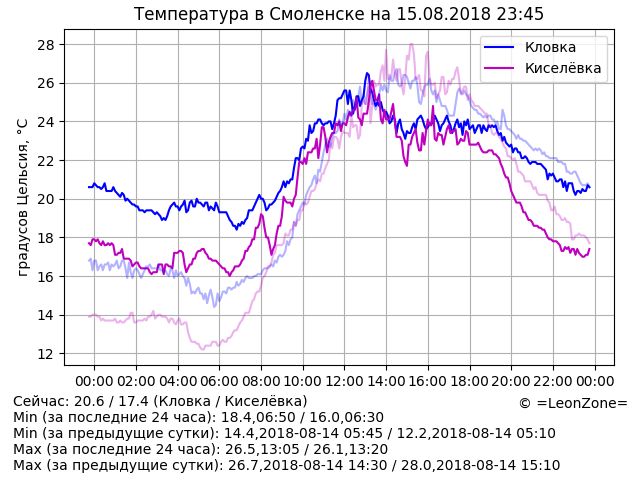 Температура в Смоленске на 15.08.2018 23:45
Кловка
Киселёвка
градусов Цельсия, °C
28
26
24
22
20
18
16
14
12
00:00 02:00 04:00 06:00 08:00 10:00 12:00 14:00 16:00 18:00 20:00 22:00 00:00
Сейчас: 20.6 / 17.4 (Кловка / Киселёвка)
© =LeonZone=
Min (за последние 24 часа): 18.4,06:50 / 16.0,06:30
Min (за предыдущие сутки): 14.4,2018-08-14 05:45 / 12.2,2018-08-14 05:10
Max (за последние 24 часа): 26.5,13:05 / 26.1,13:20
Max (за предыдущие сутки): 26.7,2018-08-14 14:30 / 28.0,2018-08-14 15:10